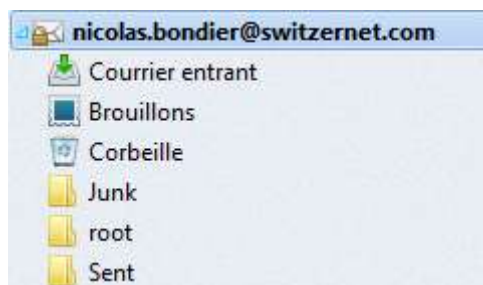 nicolas.bondier@switzernet.com
Courrier entrant
Brouillons
Corbeille
Junk
root
Sent